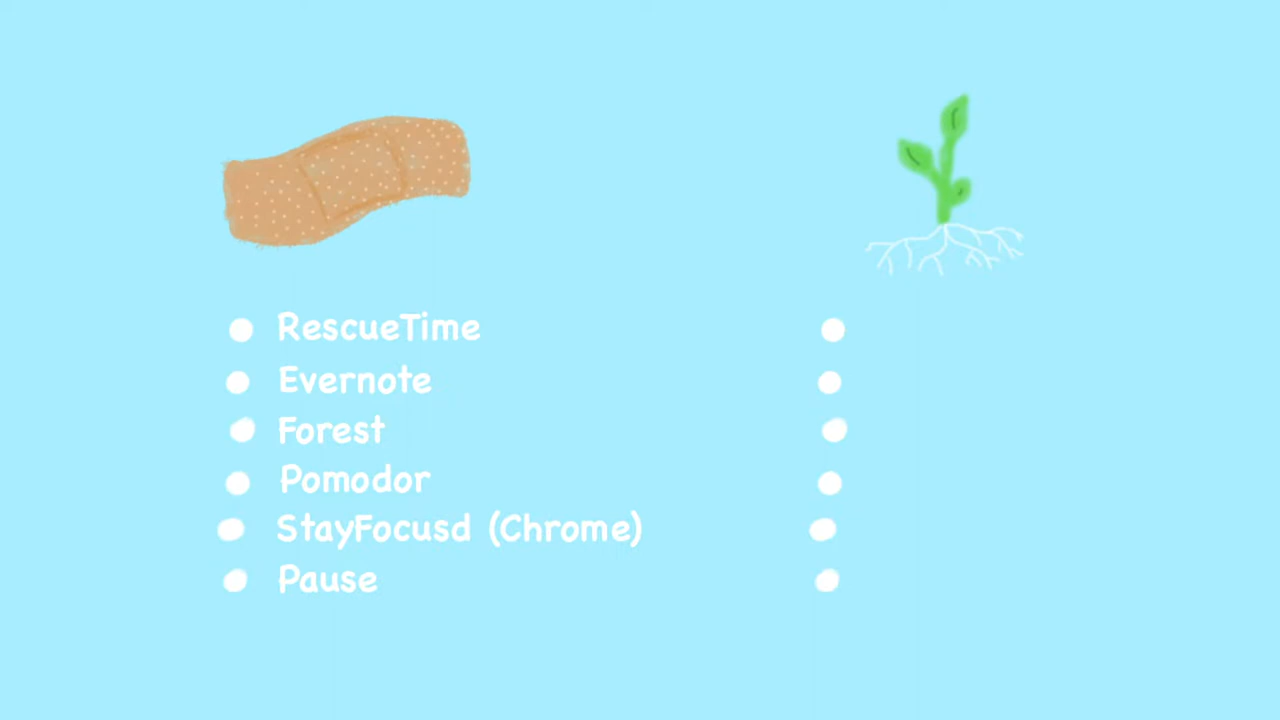 RescueTime
Evernote
Forest
Pomodor
StayFocusd (Chrome)
Pause